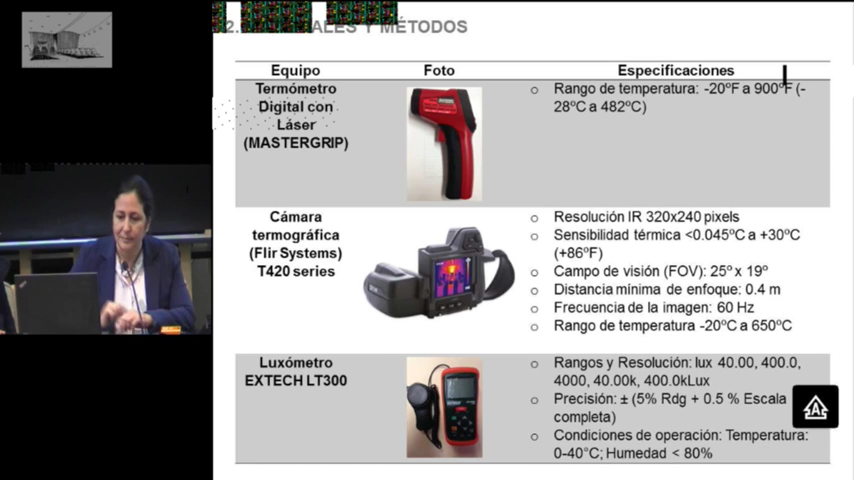 2. ALES Y MÉTODOS
Equipo Foto Especificaciones
Termómetro
Digital con
Láser
(MASTERGRIP)
o Rango de temperatura: -20ºF a 900ºF (-
28ºC a 482ºC)
Cámara
termográfica
(Flir Systems)
T420 series
o Resolución IR 320x240 pixels
o Sensibilidad térmica <0.045ºC a +30ºC
(+86ºF)
o Campo de visión (FOV): 25º x 19º
o Distancia mínima de enfoque: 0.4 m
o Frecuencia de la imagen: 60 Hz
o Rango de temperatura -20ºC a 650ºC
Luxómetro
EXTECH LT300
o Rangos y Resolución: lux 40.00, 400.0,
4000, 40.00k, 400.0kLux
o Precisión: ± (5% Rdg + 0.5 % Escala
completa)
o Condiciones de operación: Temperatura:
0-40°C; Humedad < 80%